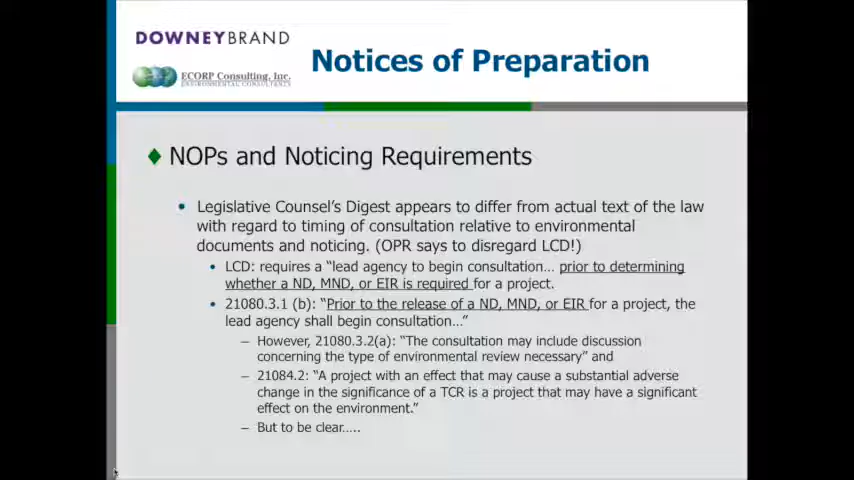 DOWNEYBRAND
ECORP Consulting, Inc.
ENVIRONMENTAL CONSULTANTS
Notices of Preparation
NOPs and Noticing Requirements
Legislative Counsel's Digest appears to differ from actual text of the law
with regard to timing of consultation relative to environmental
documents and noticing. (OPR says to disregard LCD!)
LCD: requires a “lead agency to begin consultation… prior to determining
whether a ND, MND, or EIR is required for a project.
21080.3.1 (b): “Prior to the release of a ND, MND, or EIR for a project, the
lead agency shall begin consultation…”
– However, 21080.3.2(a): “The consultation may include discussion
concerning the type of environmental review necessary” and
– 21084.2: “A project with an effect that may cause a substantial adverse
change in the significance of a TCR is a project that may have a significant
effect on the environment.”
– But to be clear…..